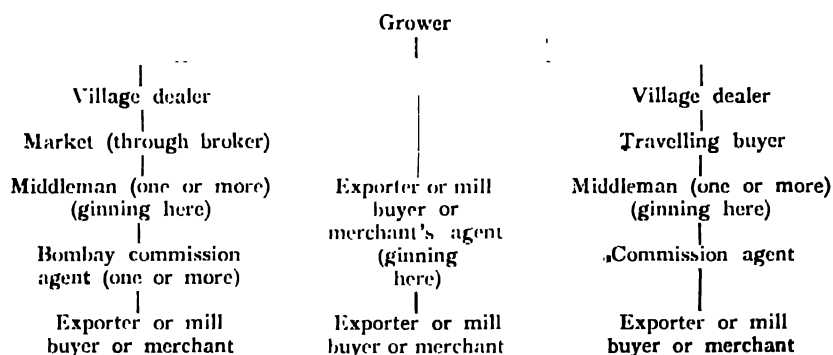 Grower
Village dealer
Market (through broker)
Middleman (one or more)
(ginning here)
Bombay commission
agent (one or more)
Exporter or mill
buyer or merchant
Exporter or mill
buyer or
merchant's agent
(ginning
here)
Exporter or mill
buyer or merchant
Village dealer
Travelling buyer
Middleman (one or more)
(ginning here)
Commission agent
Exporter or mill
buyer or merchant